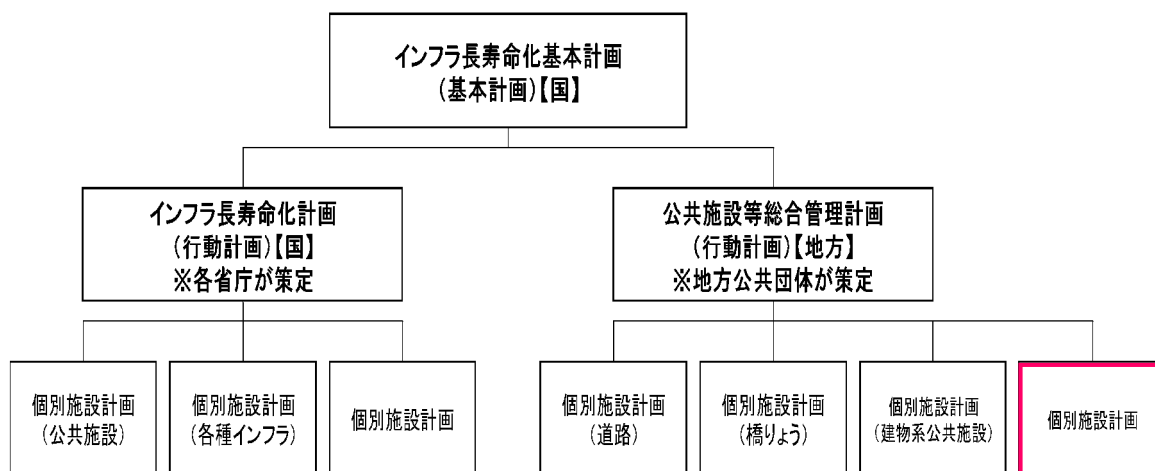 インフラ長寿命化基本計画
(基本計画)【国】
インフラ長寿命化計画
(行動計画)【国】
※各省庁が策定
公共施設等総合管理計画
(行動計画)【地方】
※地方公共団体が策定
個別施設計画
(公共施設)
個別施設計画
(各種インフラ)
個別施設計画
個別施設計画
(道路)
個別施設計画
(橋りょう)
個別施設計画
(建物系公共施設)
個別施設計画